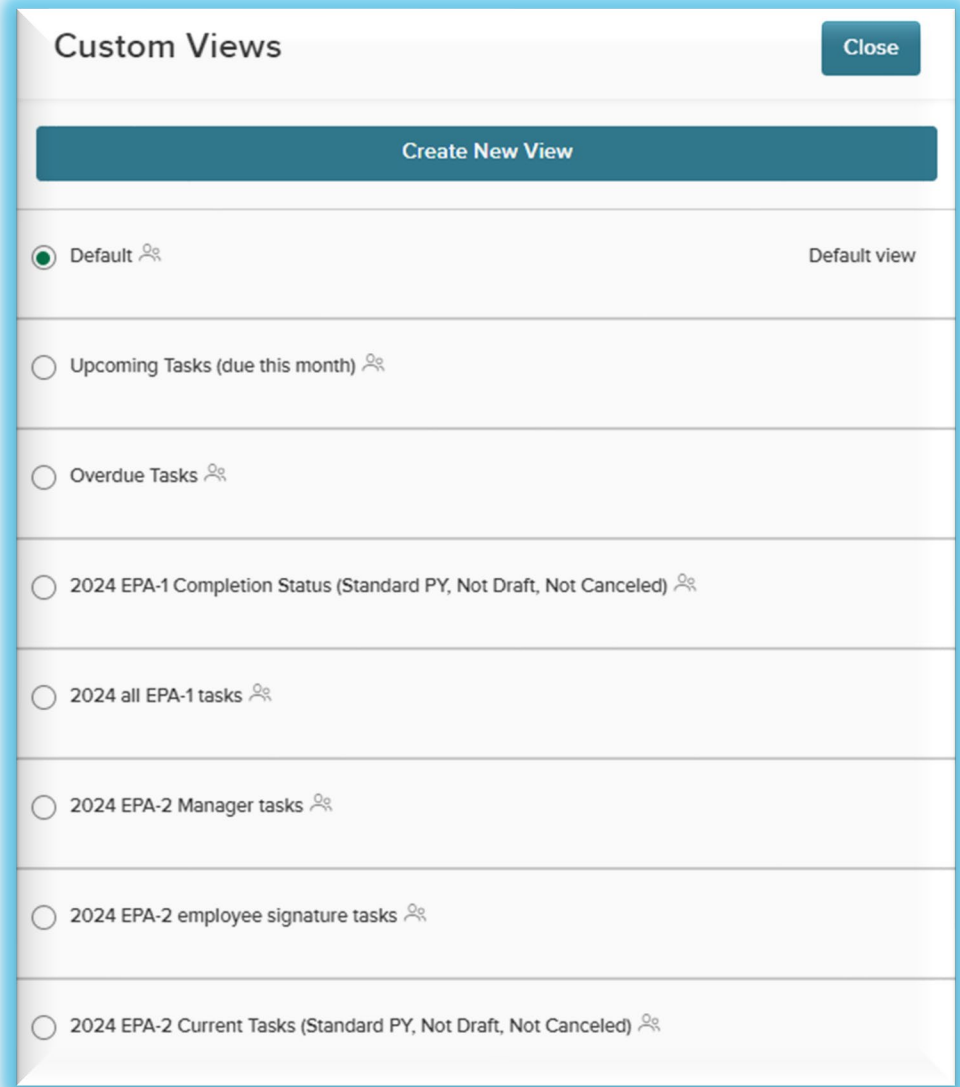 Custom Views
Close
Create New View
Default
Default view
Upcoming Tasks (due this month)
Overdue Tasks
2024 EPA-1 Completion Status (Standard PY, Not Draft, Not Canceled)
2024 all EPA-1 tasks
2024 EPA-2 Manager tasks
2024 EPA-2 employee signature tasks
2024 EPA-2 Current Tasks (Standard PY, Not Draft, Not Canceled)